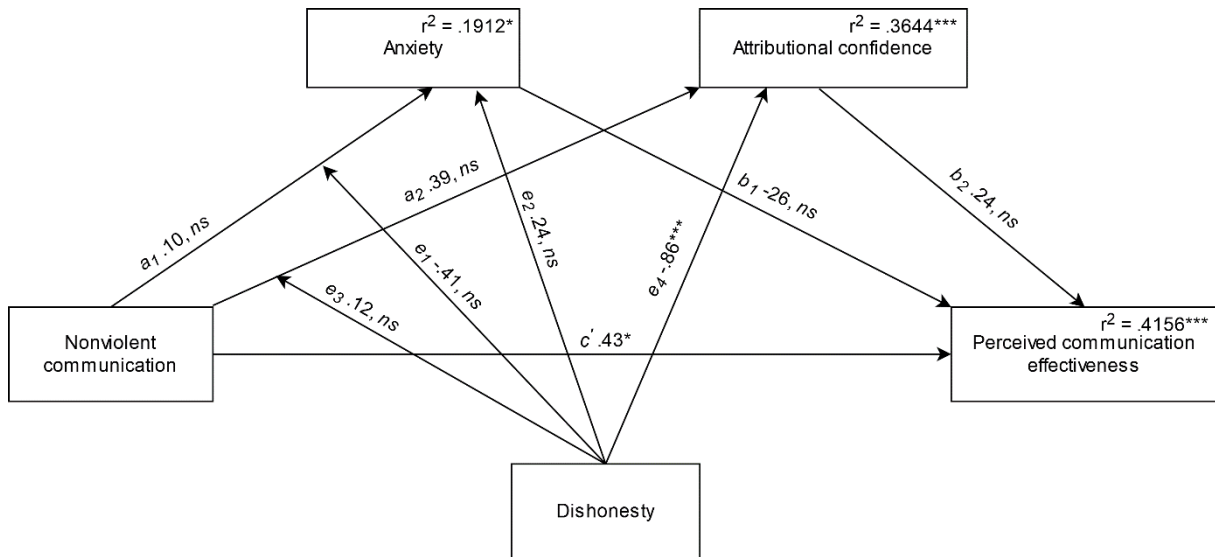 r² = .1912*
Anxiety
r² = .3644***
Attributional confidence
a₁ .10, ns
a₂ .39, ns
e₁ -.41, ns
e₂ .24, ns
e₃ .12, ns
e₄ -.86***
b₁ -26, ns
b₂ .24, ns
Nonviolent
communication
c' .43*
r² = .4156***
Perceived communication
effectiveness
Dishonesty